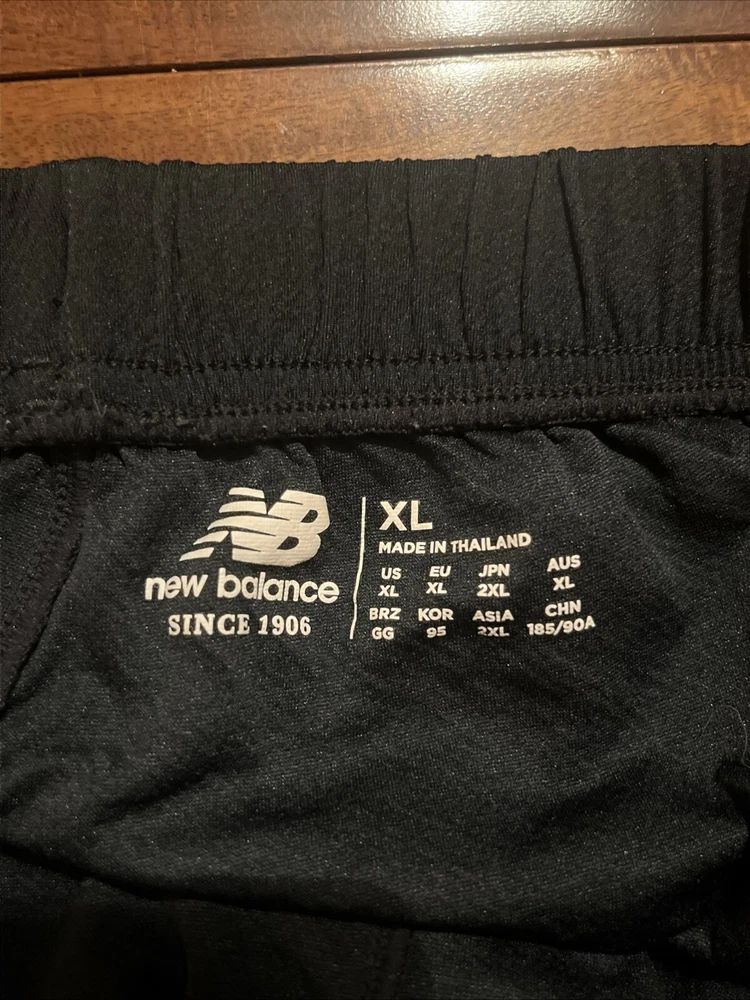 NB
new balance
SINCE 1906
XL
MADE IN THAILAND
US EU JPN AUS
XL XL 2XL XL
BRZ KOR ASIA CHN
GG 95 2XL 185/90A